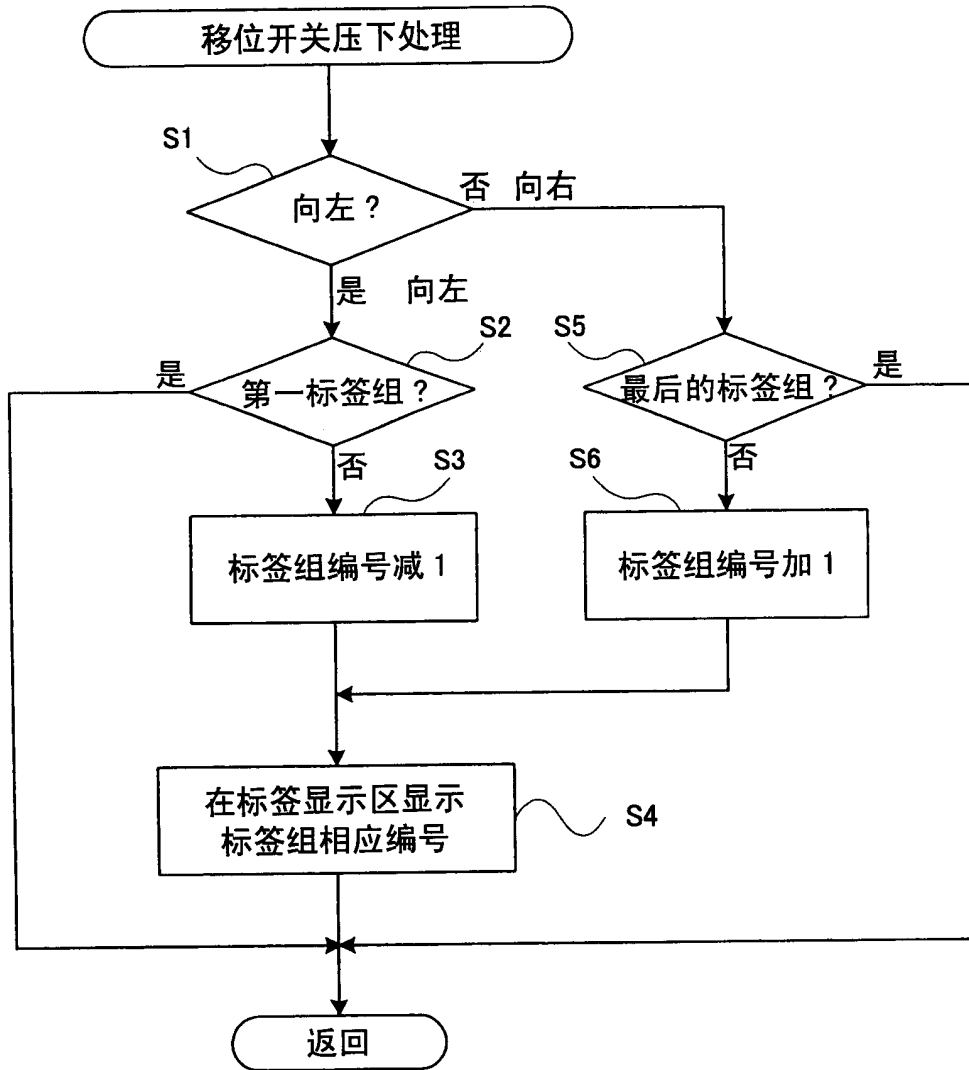 移位开关压下处理
S1
向左？
否 向右
是 向左
S2
S5
是
第一标签组？
最后的标签组？
是
否
S3
S6
否
标签组编号减1
标签组编号加1
在标签显示区显示
标签组相应编号
S4
返回